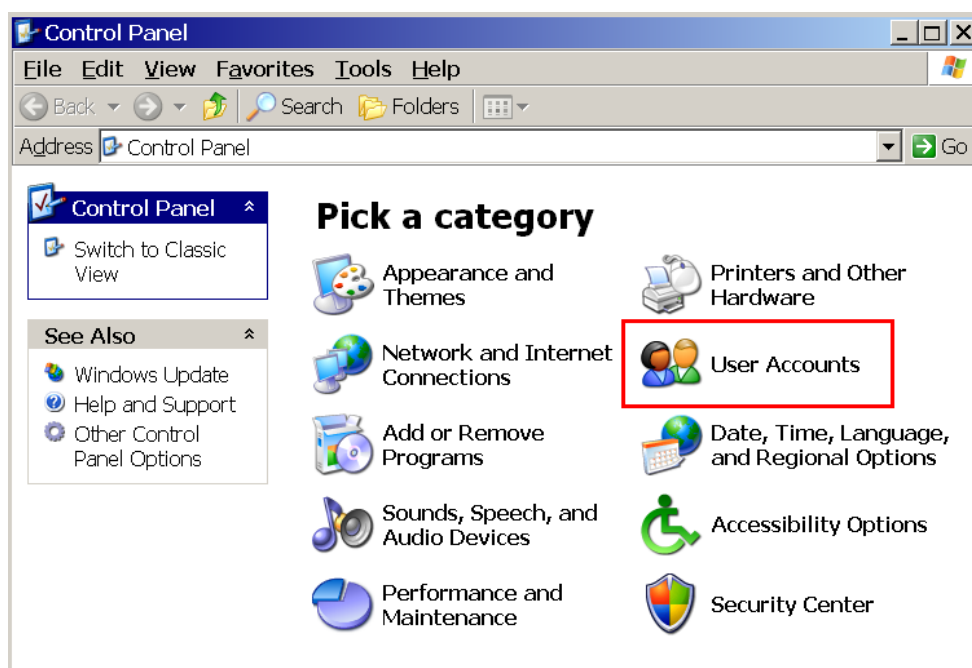 Control Panel
File Edit View Favorites Tools Help
Back Search Folders
Address Control Panel Go
Control Panel
Switch to Classic
View
See Also
Windows Update
Help and Support
Other Control
Panel Options
Pick a category
Appearance and
Themes
Printers and Other
Hardware
Network and Internet
Connections
User Accounts
Add or Remove
Programs
Date, Time, Language,
and Regional Options
Sounds, Speech, and
Audio Devices
Accessibility Options
Performance and
Maintenance
Security Center